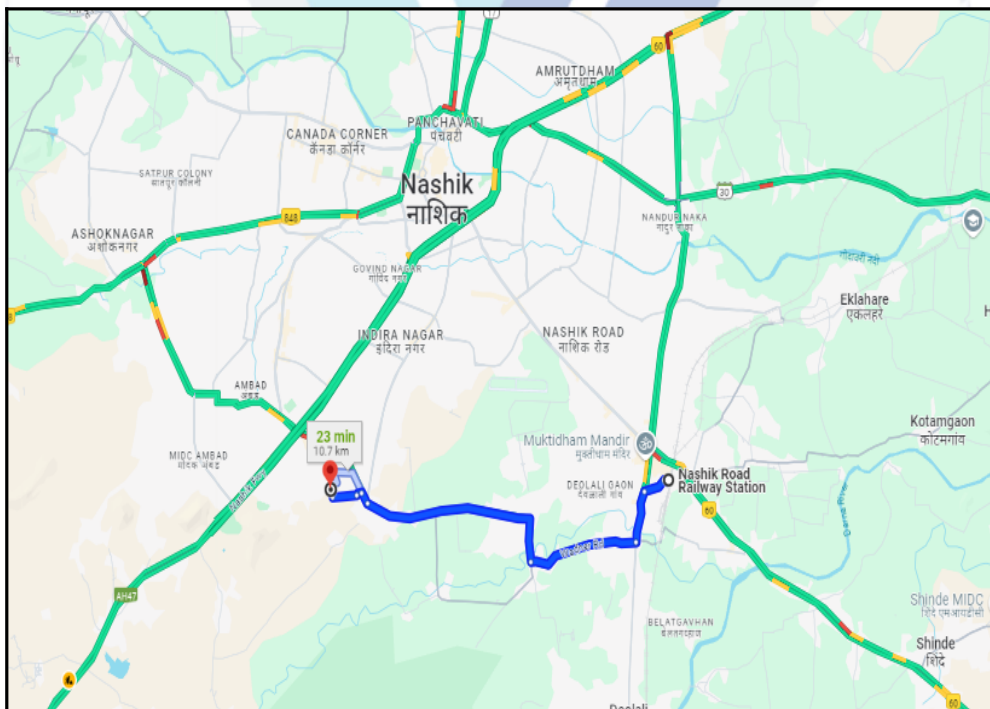 17
60
AMRUTDHAM
अमृतधाम
PANCHAVATI
पंचवटी
CANADA CORNER
कॅनडा कॉर्नर
SATPUR COLONY
सातपूर कॉलनी
Nashik
नाशिक
30
848
NANDUR NAKA
नांदुर नाका
ASHOKNAGAR
अशोकनगर
GOVIND NAGAR
गोविंद नगर
गोदावरी नदी
Eklahare
एकलहरे
INDIRA NAGAR
इंदिरा नगर
NASHIK ROAD
नाशिक रोड
AMBAD
अंबड
Kotamgaon
कोटमगांव
23 min
10.7 km
Muktidham Mandir
मुक्तीधाम मंदिर
MIDC AMBAD
DEOLALI GAON
देवळाली गाव
Nashik Road
Railway Station
60
AH47
Shinde MIDC
शिंदे एमआयडीसी
BELATGAVHAN
बेलतगव्हाण
Shinde
शिंदे
60
Deolali